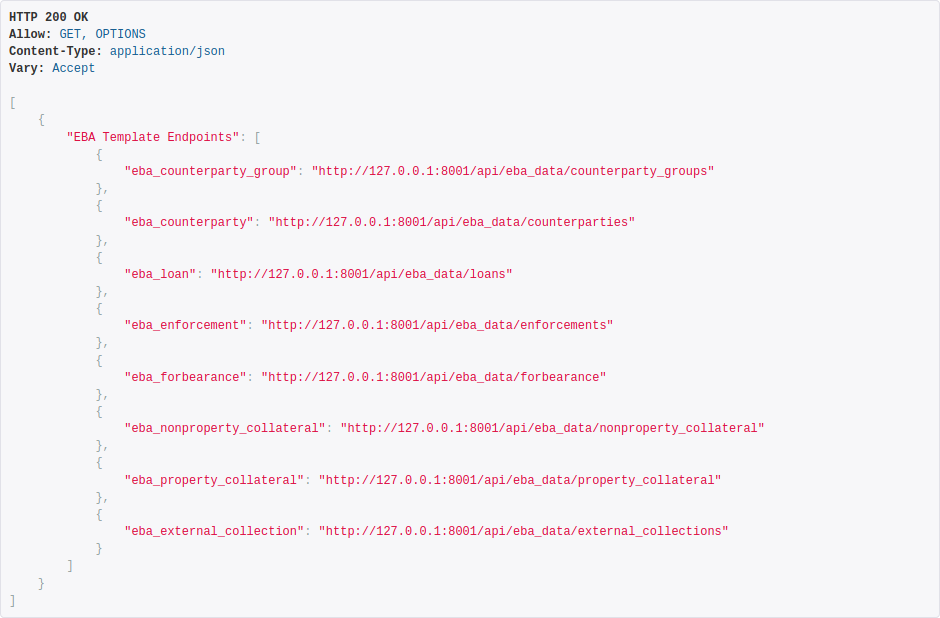 HTTP 200 OK
Allow: GET, OPTIONS
Content-Type: application/json
Vary: Accept

[
    {
        "EBA Template Endpoints": [
            {
                "eba_counterparty_group": "http://127.0.0.1:8001/api/eba_data/counterparty_groups"
            },
            {
                "eba_counterparty": "http://127.0.0.1:8001/api/eba_data/counterparties"
            },
            {
                "eba_loan": "http://127.0.0.1:8001/api/eba_data/loans"
            },
            {
                "eba_enforcement": "http://127.0.0.1:8001/api/eba_data/enforcements"
            },
            {
                "eba_forbearance": "http://127.0.0.1:8001/api/eba_data/forbearance"
            },
            {
                "eba_nonproperty_collateral": "http://127.0.0.1:8001/api/eba_data/nonproperty_collateral"
            },
            {
                "eba_property_collateral": "http://127.0.0.1:8001/api/eba_data/property_collateral"
            },
            {
                "eba_external_collection": "http://127.0.0.1:8001/api/eba_data/external_collections"
            }
        ]
    }
]